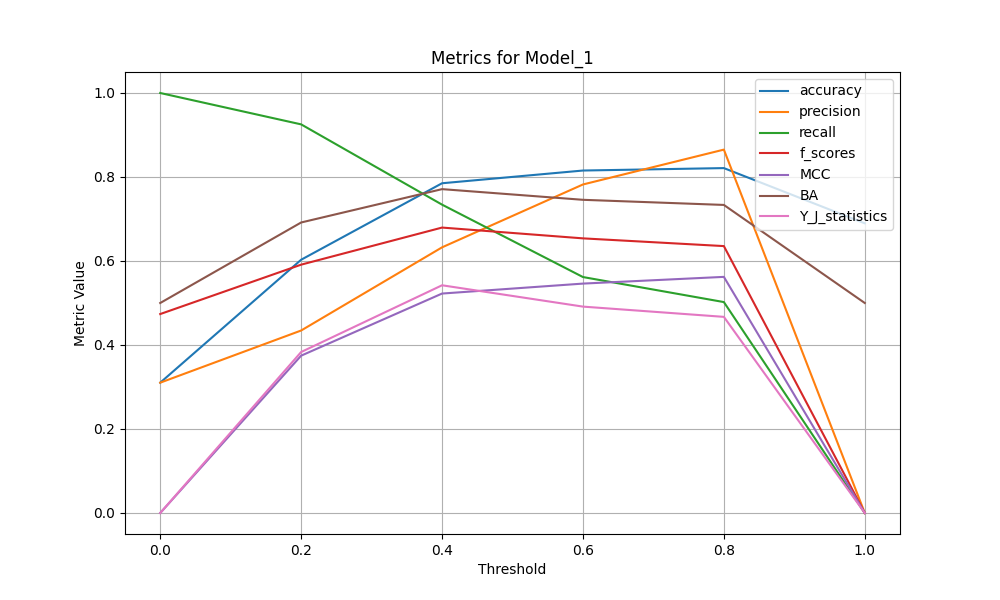 Metrics for Model_1
Metric Value
1.0
0.8
0.6
0.4
0.2
0.0
accuracy
precision
recall
f_scores
MCC
BA
Y_J_statistics
0.0 0.2 0.4 0.6 0.8 1.0
Threshold